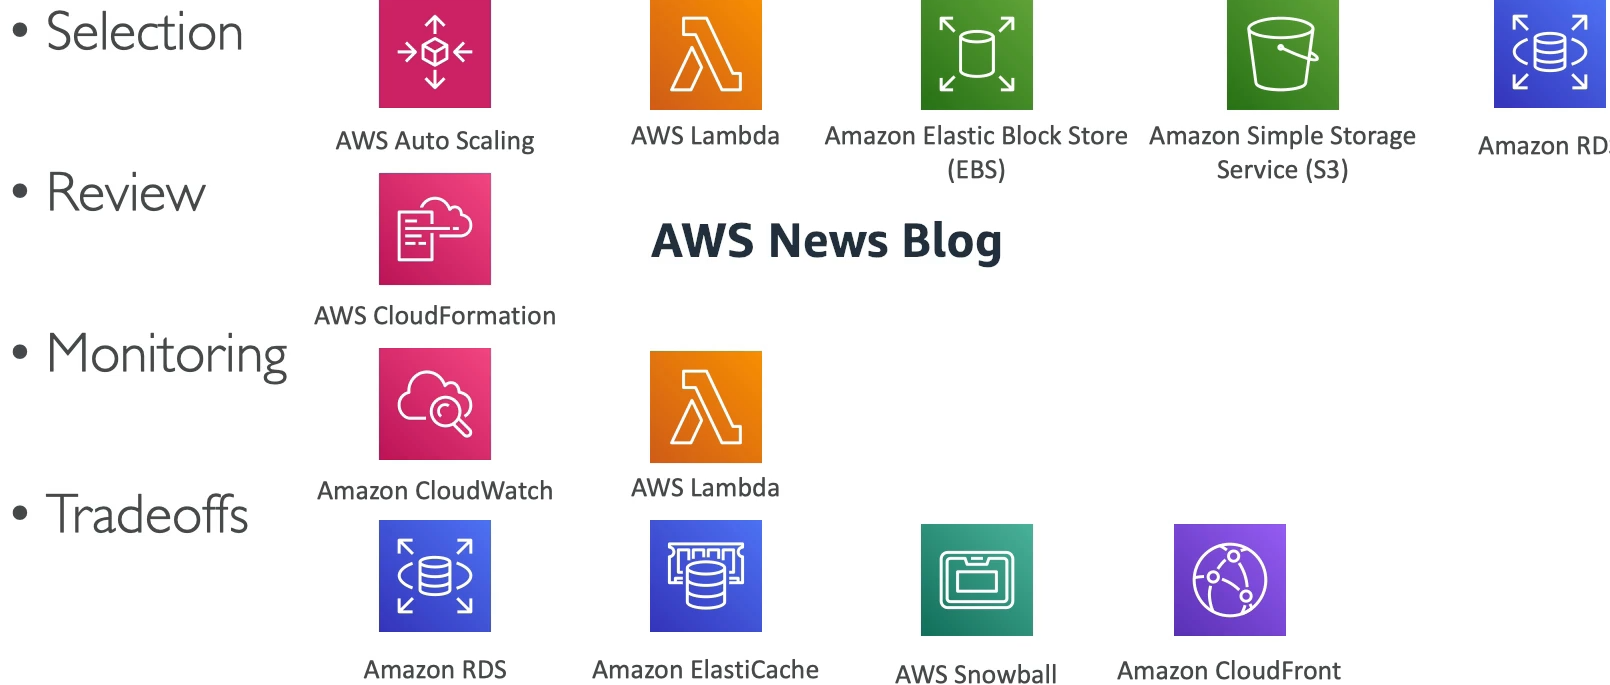 • Selection
AWS Auto Scaling
AWS Lambda
Amazon Elastic Block Store
(EBS)
Amazon Simple Storage
Service (S3)
Amazon RD
• Review
AWS CloudFormation
AWS News Blog
• Monitoring
Amazon CloudWatch
AWS Lambda
• Tradeoffs
Amazon RDS
Amazon ElastiCache
AWS Snowball
Amazon CloudFront